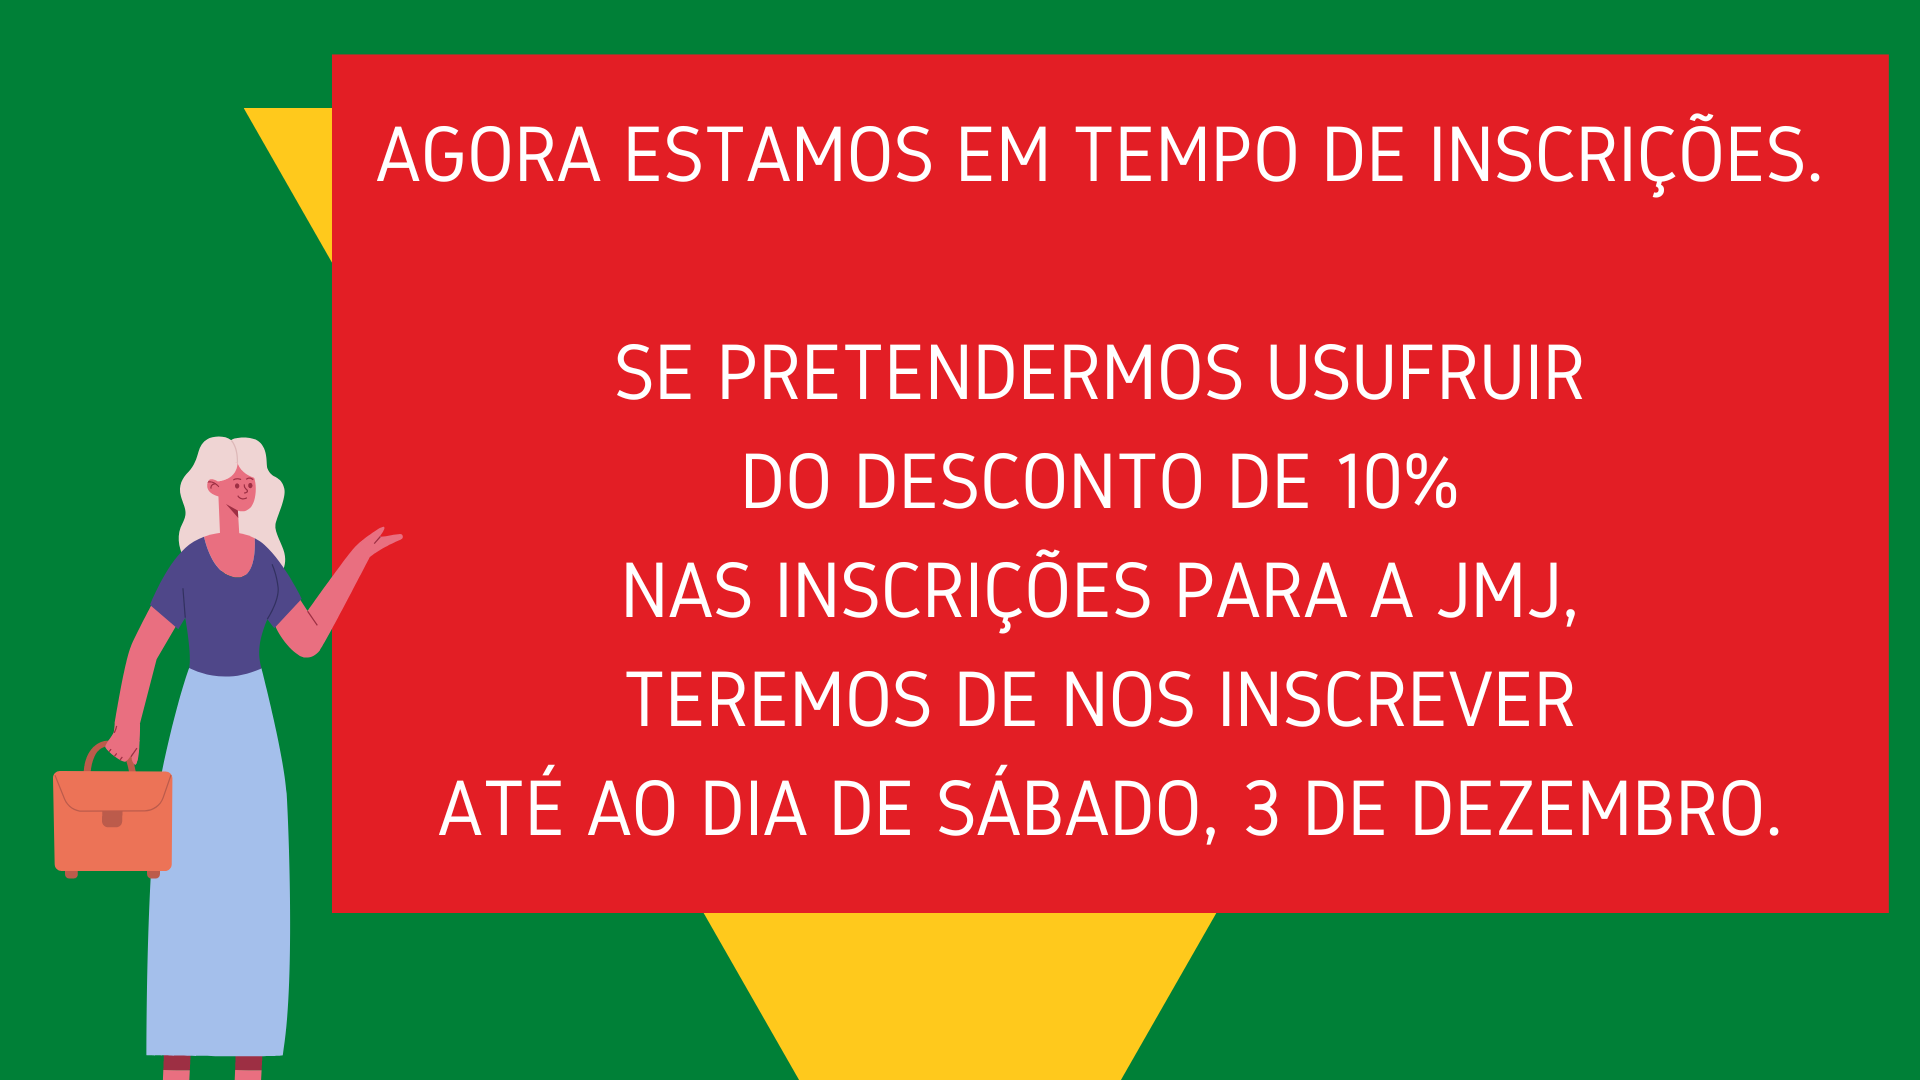 AGORA ESTAMOS EM TEMPO DE INSCRIÇÕES.
SE PRETENDERMOS USUFRUIR
DO DESCONTO DE 10%
NAS INSCRIÇÕES PARA A JMJ,
TEREMOS DE NOS INSCREVER
ATÉ AO DIA DE SÁBADO, 3 DE DEZEMBRO.